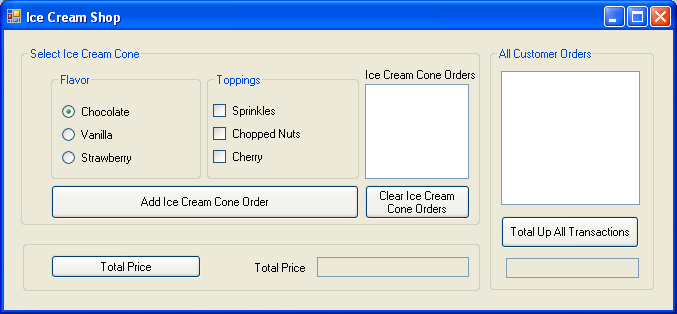 Ice Cream Shop
Select Ice Cream Cone
Flavor
Chocolate
Vanilla
Strawberry
Toppings
Sprinkles
Chopped Nuts
Cherry
Ice Cream Cone Orders
Add Ice Cream Cone Order
Clear Ice Cream
Cone Orders
Total Price
Total Price
All Customer Orders
Total Up All Transactions